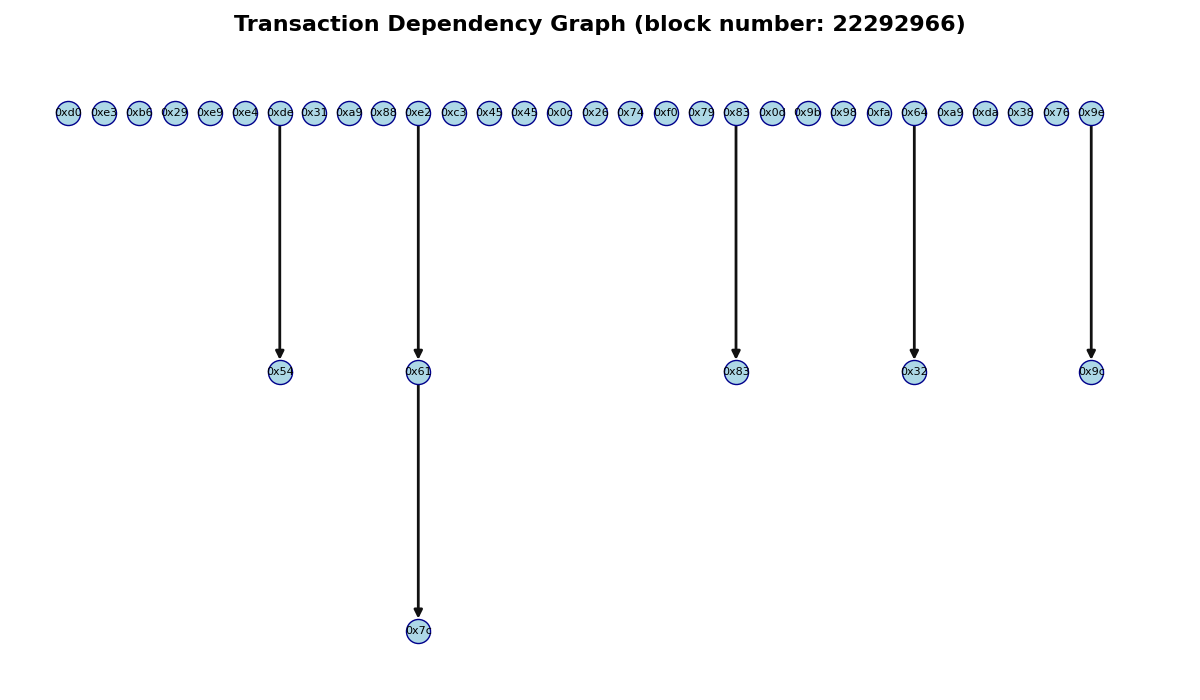 Transaction Dependency Graph (block number: 22292966)
0xd0 0xe3 0xb6 0x29 0xe9 0xe4 0xde 0x31 0xa9 0x88 0xe2 0xc3 0x45 0x45 0x0c 0x26 0x74 0xf0 0x79 0x83 0x0d 0x9b 0x98 0xfa 0x64 0xa9 0xda 0x38 0x76 0x9e
0x54 0x61 0x83 0x32 0x9c
0x7c